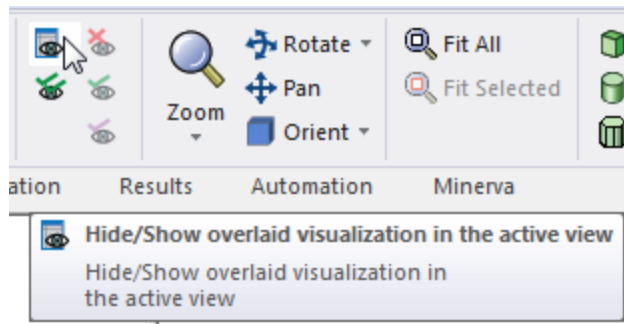 Rotate
Fit All
Pan
Fit Selected
Zoom
Orient
ation Results Automation Minerva
Hide/Show overlaid visualization in the active view
Hide/Show overlaid visualization in
the active view